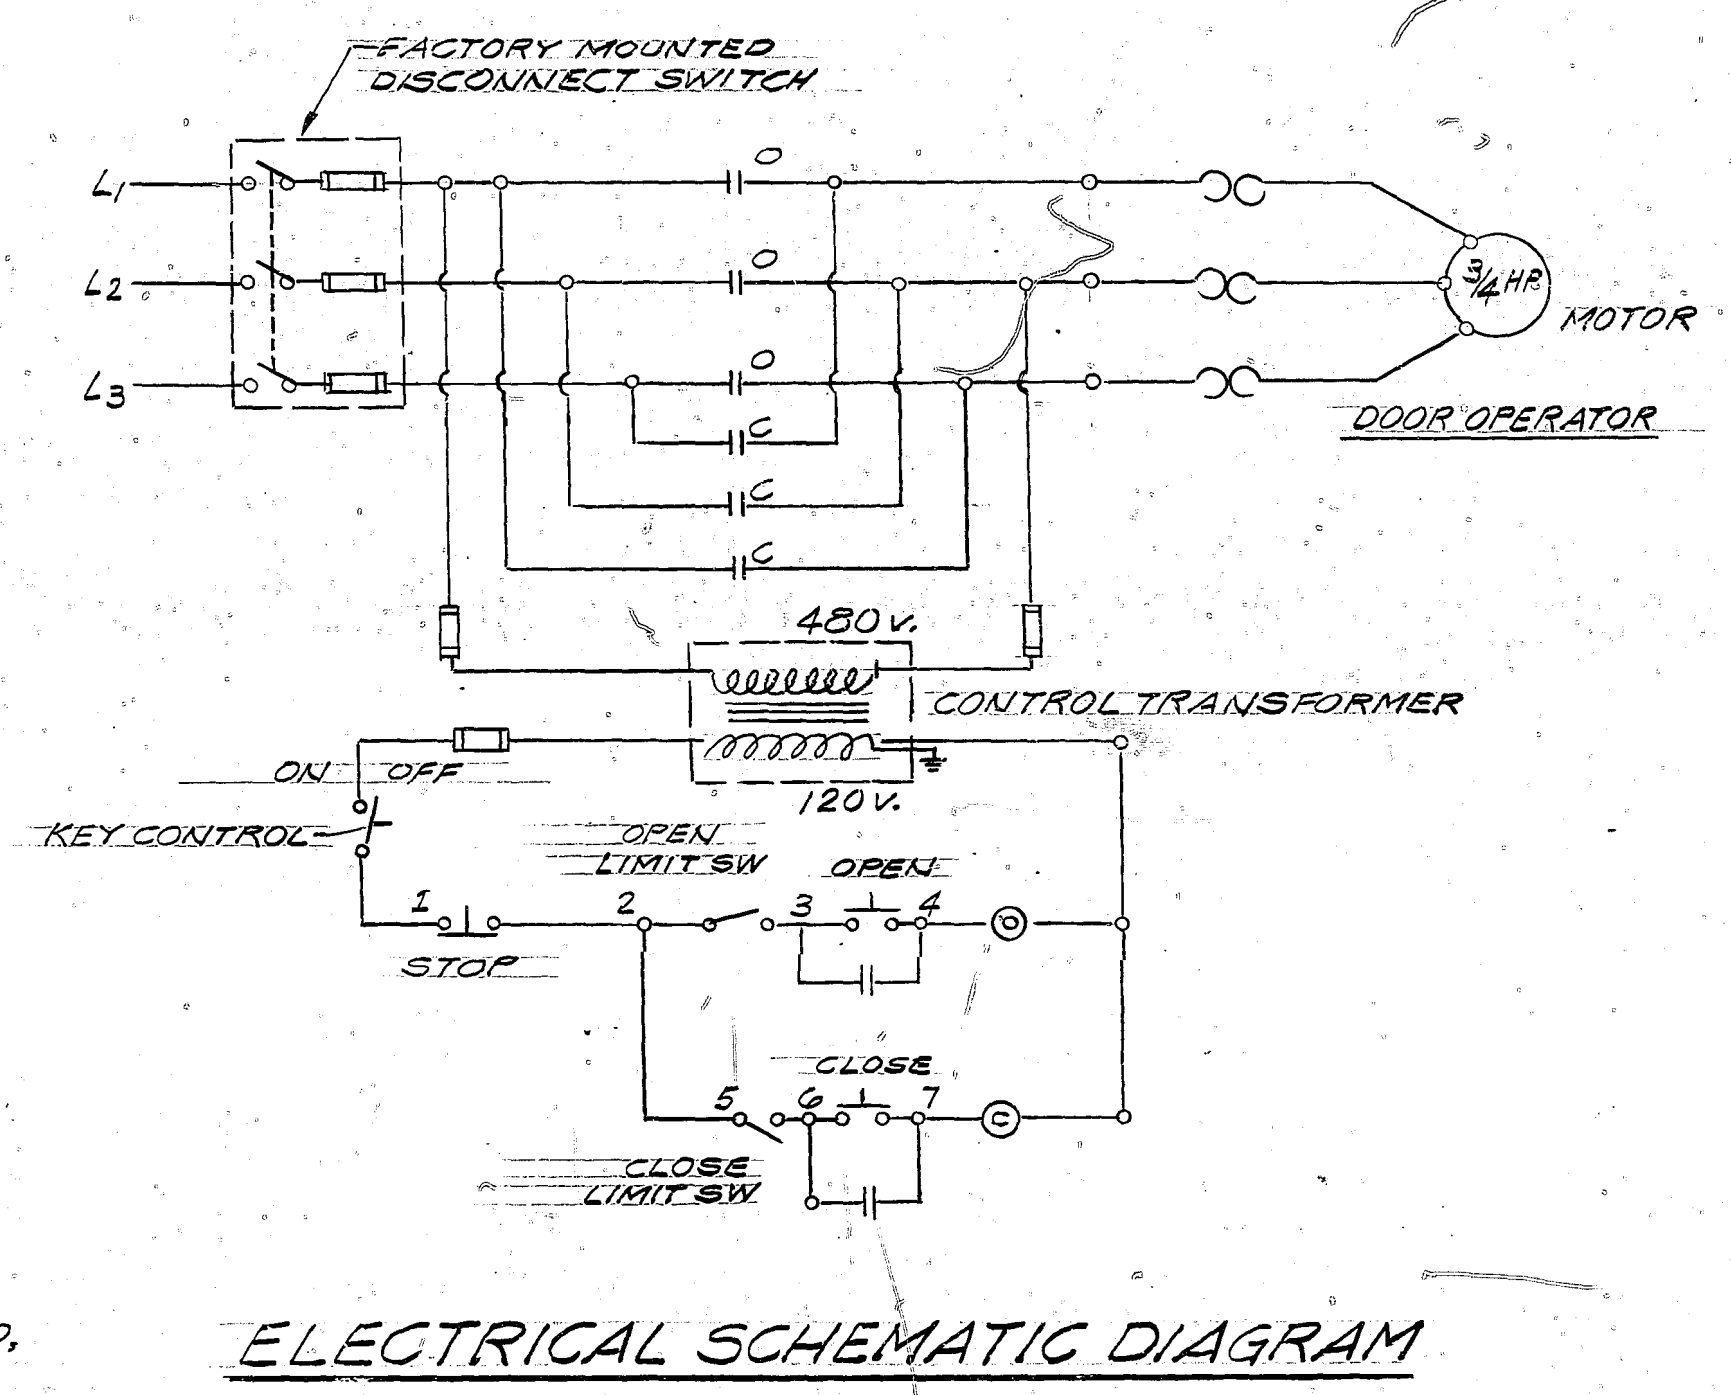 FACTORY MOUNTED
DISCONNECT SWITCH
L1
O
L2
O
3/4 HP
MOTOR
L3
O
C
DOOR OPERATOR
C
C
480 V.
CONTROL TRANSFORMER
ON OFF
120 V.
KEY CONTROL
OPEN
LIMIT SW
OPEN
1
2
3
4
O
STOP
CLOSE
5
6
7
C
CLOSE
LIMIT SW
ELECTRICAL SCHEMATIC DIAGRAM